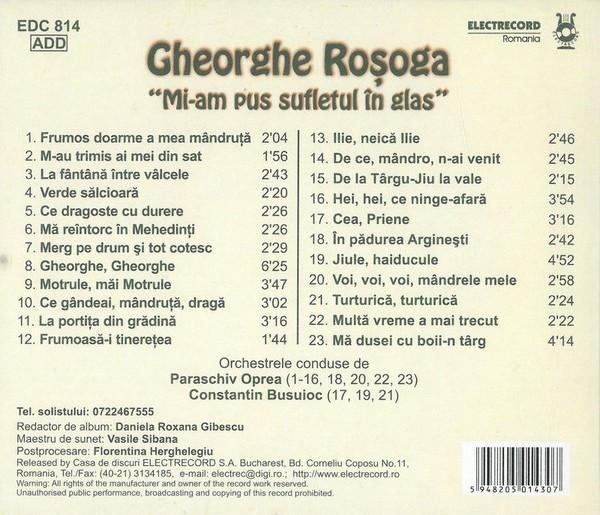 EDC 814
ADD
ELECTRECORD
Romania
Gheorghe Roşoga
“Mi-am pus sufletul în glas”
1. Frumos doarme a mea mândruţă 2'04
2. M-au trimis ai mei din sat 1'56
3. La fântână între vâlcele 2'43
4. Verde sălcioară 2'20
5. Ce dragoste cu durere 2'26
6. Mă reîntorc în Mehedinţi 2'26
7. Merg pe drum şi tot cotesc 2'29
8. Gheorghe, Gheorghe 6'25
9. Motrule, măi Motrule 3'47
10. Ce gândeai, mândruţă, dragă 3'02
11. La portiţa din grădină 3'16
12. Frumoasă-i tinereţea 1'44
13. Ilie, neică Ilie 2'46
14. De ce, mândro, n-ai venit 2'45
15. De la Târgu-Jiu la vale 2'15
16. Hei, hei, ce ninge-afară 3'54
17. Cea, Priene 3'16
18. În pădurea Argineşti 2'42
19. Jiule, haiducule 4'52
20. Voi, voi, voi, mândrele mele 2'58
21. Turturică, turturică 2'24
22. Multă vreme a mai trecut 2'22
23. Mă dusei cu boii-n târg 4'14
Orchestrele conduse de
Paraschiv Oprea (1-16, 18, 20, 22, 23)
Constantin Busuioc (17, 19, 21)
Tel. solistului: 0722467555
Redactor de album: Daniela Roxana Gibescu
Maestru de sunet: Vasile Sibana
Postprocesare: Florentina Herghelegiu
Released by Casa de discuri ELECTRECORD S.A. Bucharest, Bd. Corneliu Coposu No.11,
Romania, Tel./Fax: (40-21) 3134185, e-mail: electrec@digi.ro.; http://www.electrecord.ro
Warning: All rights of the manufacturer and owner of the record work reserved.
Unauthorised public performance, broadcasting and copying of this record prohibited.
5 948205 014307